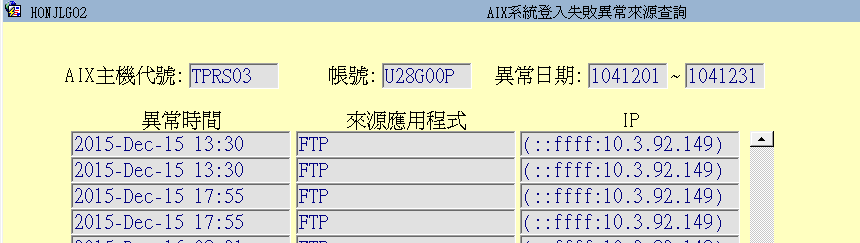 HONJLG02 AIX系統登入失敗異常來源查詢
AIX主機代號: TPRS03 帳號: U28G00P 異常日期: 1041201 ~ 1041231
異常時間 來源應用程式 IP
2015-Dec-15 13:30 FTP (::ffff:10.3.92.149)
2015-Dec-15 13:30 FTP (::ffff:10.3.92.149)
2015-Dec-15 17:55 FTP (::ffff:10.3.92.149)
2015-Dec-15 17:55 FTP (::ffff:10.3.92.149)